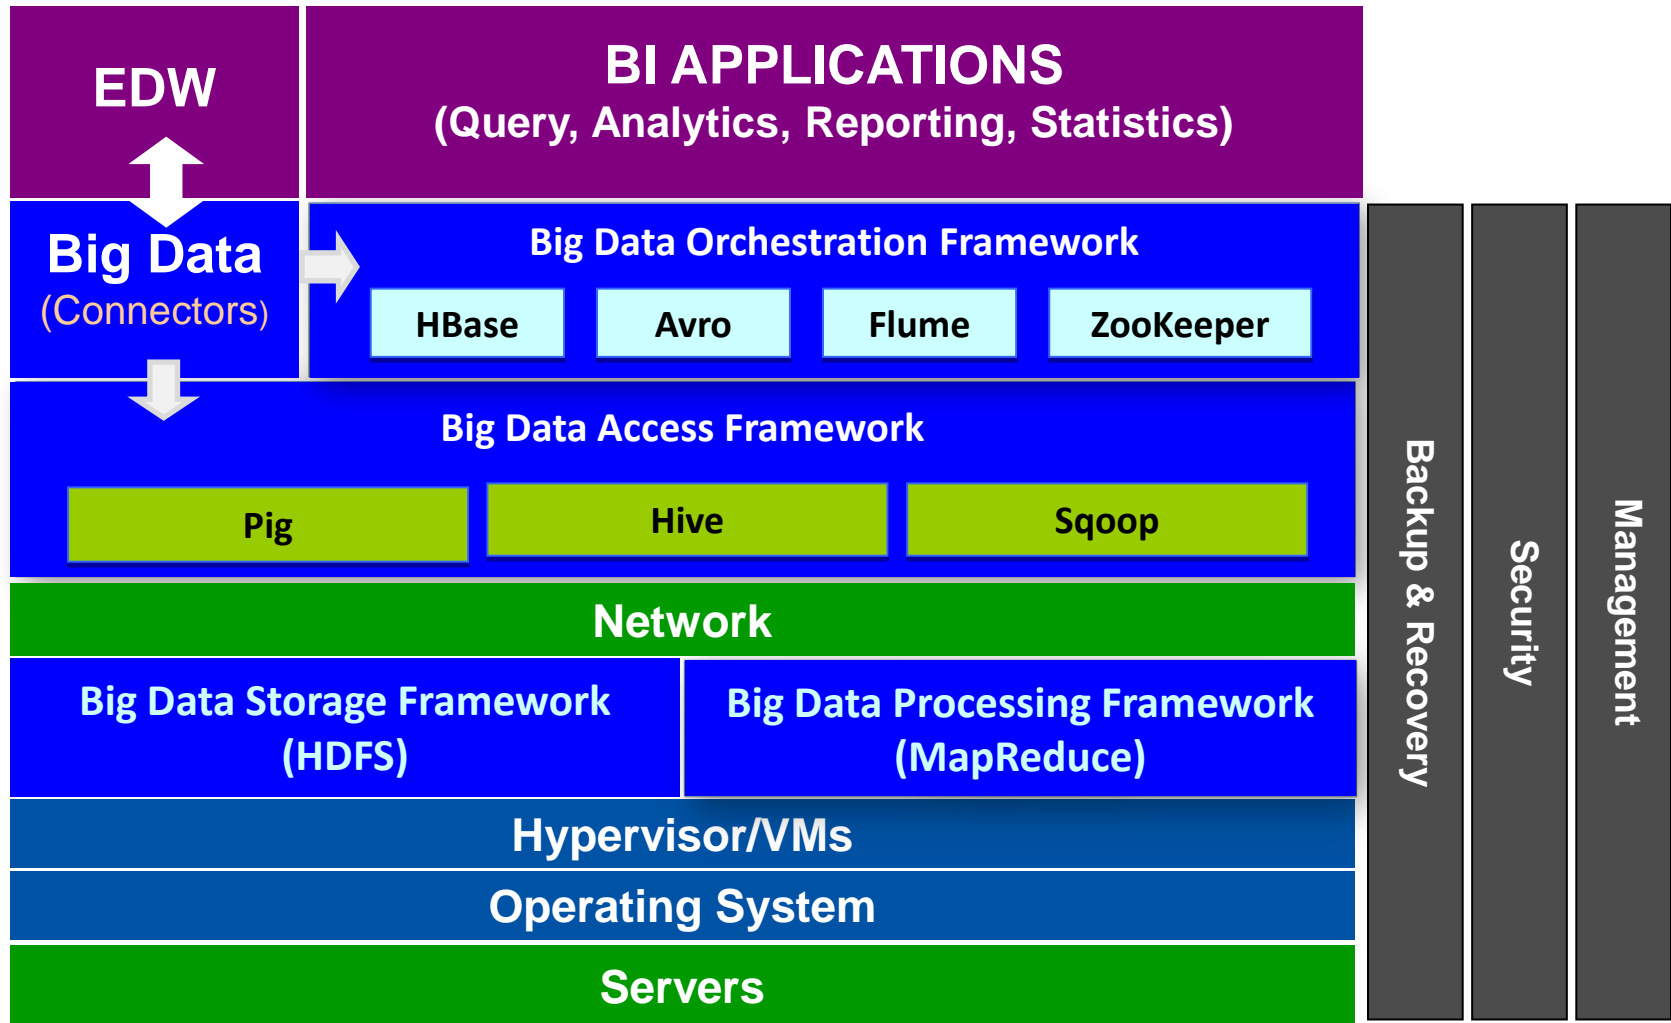 EDW
BI APPLICATIONS
(Query, Analytics, Reporting, Statistics)
Big Data
(Connectors)
Big Data Orchestration Framework
HBase
Avro
Flume
ZooKeeper
Big Data Access Framework
Pig
Hive
Sqoop
Network
Big Data Storage Framework
(HDFS)
Big Data Processing Framework
(MapReduce)
Hypervisor/VMs
Operating System
Servers
Backup & Recovery
Security
Management